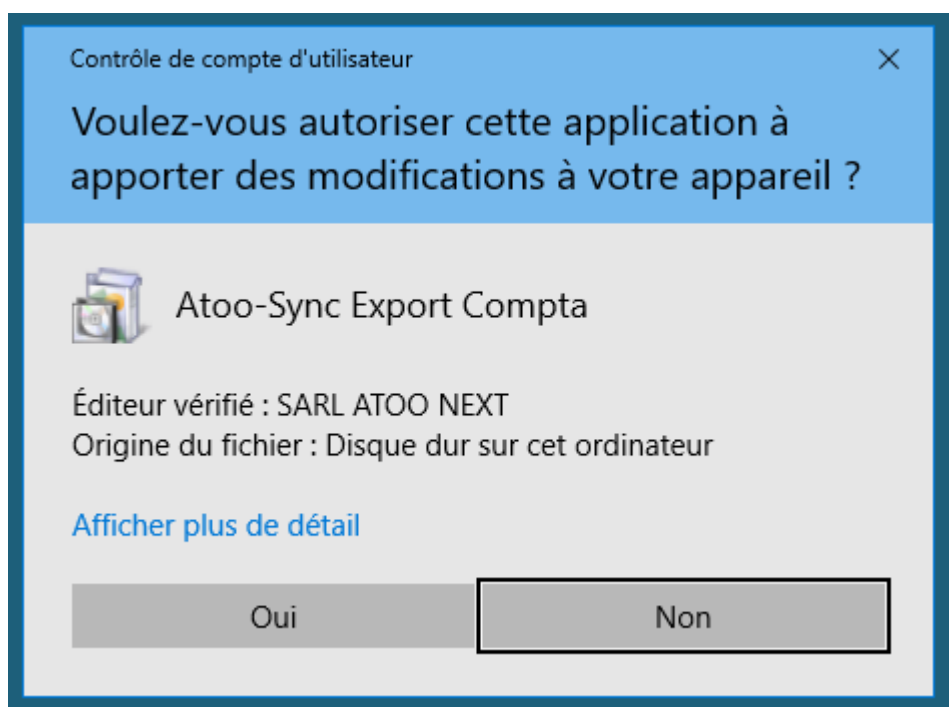 Contrôle de compte d'utilisateur
Voulez-vous autoriser cette application à
apporter des modifications à votre appareil ?
Atoo-Sync Export Compta
Éditeur vérifié : SARL ATOO NEXT
Origine du fichier : Disque dur sur cet ordinateur
Afficher plus de détail
Oui Non